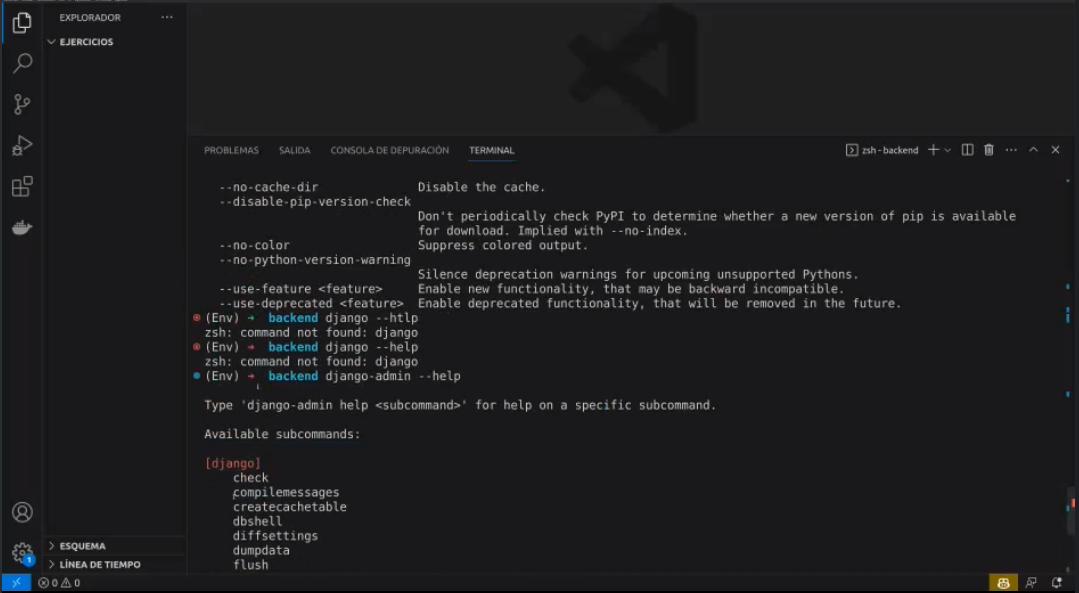 EXPLORADOR ···
EJERCICIOS
PROBLEMAS SALIDA CONSOLA DE DEPURACIÓN TERMINAL zsh - backend
--no-cache-dir Disable the cache.
--disable-pip-version-check
Don't periodically check PyPI to determine whether a new version of pip is available
for download. Implied with --no-index.
--no-color Suppress colored output.
--no-python-version-warning
Silence deprecation warnings for upcoming unsupported Pythons.
--use-feature <feature> Enable new functionality, that may be backward incompatible.
--use-deprecated <feature> Enable deprecated functionality, that will be removed in the future.
(Env) → backend django --htlp
zsh: command not found: django
(Env) → backend django --help
zsh: command not found: django
(Env) → backend django-admin --help
Type 'django-admin help <subcommand>' for help on a specific subcommand.
Available subcommands:
[django]
check
compilemessages
createcachetable
dbshell
diffsettings
dumpdata
flush
ESQUEMA
LÍNEA DE TIEMPO
1
0 0